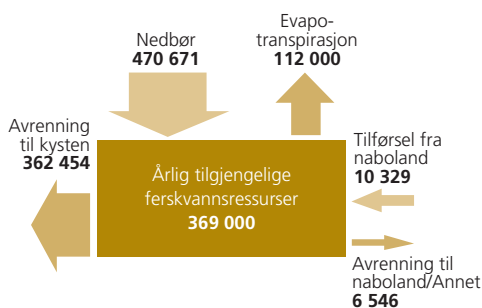 Nedbør
470 671
Evapo-
transpirasjon
112 000
Avrenning
til kysten
362 454
Årlig tilgjengelige
ferskvannsressurser
369 000
Tilførsel fra
naboland
10 329
Avrenning til
naboland/Annet
6 546